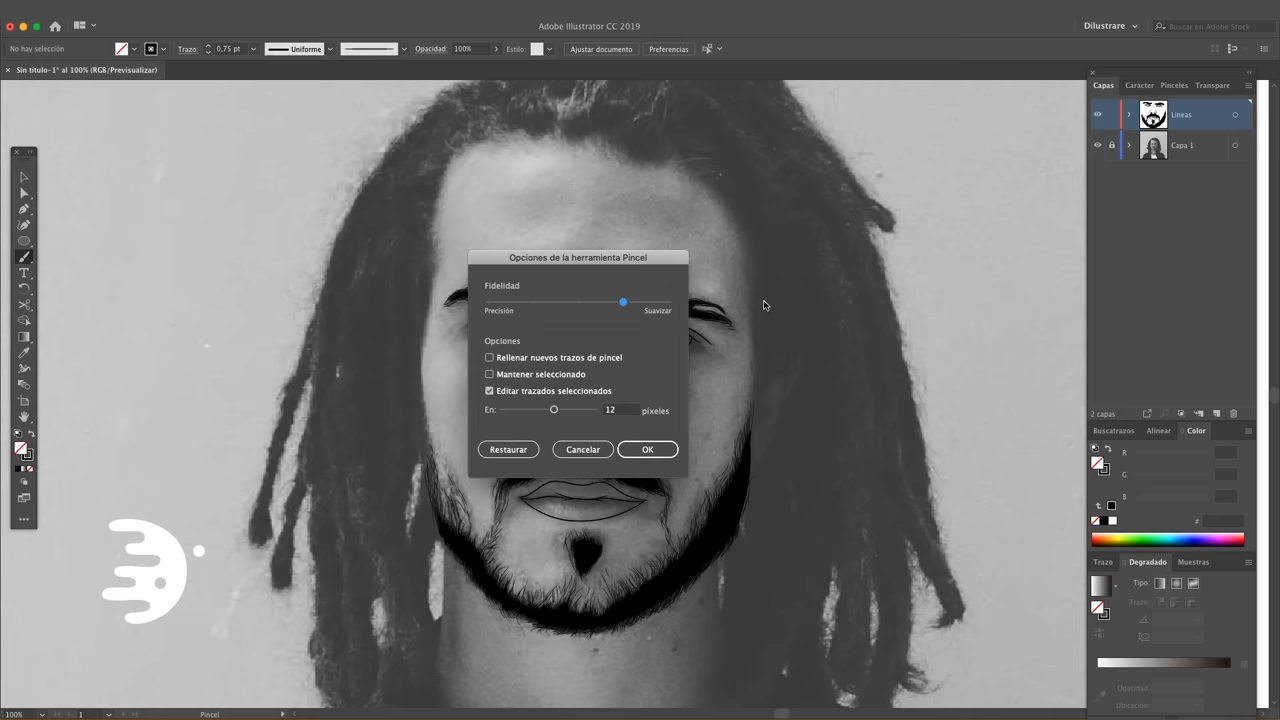 Adobe Illustrator CC 2019
Dilustrare
Buscar en Adobe Stock
No hay selección
Trazo:
0,75 pt
Uniforme
Opacidad:
100%
Estilo:
Ajustar documento
Preferencias
Sin título-1* al 100% (RGB/Previsualizar)
Capas
Carácter
Pinceles
Transpare
Líneas
Capa 1
Opciones de la herramienta Pincel
Fidelidad
Precisión
Suavizar
Opciones
Rellenar nuevos trazos de pincel
Mantener seleccionado
Editar trazados seleccionados
En:
12
píxeles
Restaurar
Cancelar
OK
2 capas
Buscatrazos
Alinear
Color
R
G
B
#
Trazo
Degradado
Muestras
Tipo:
Trazo:
Opacidad:
Ubicación:
100%
1
Pincel